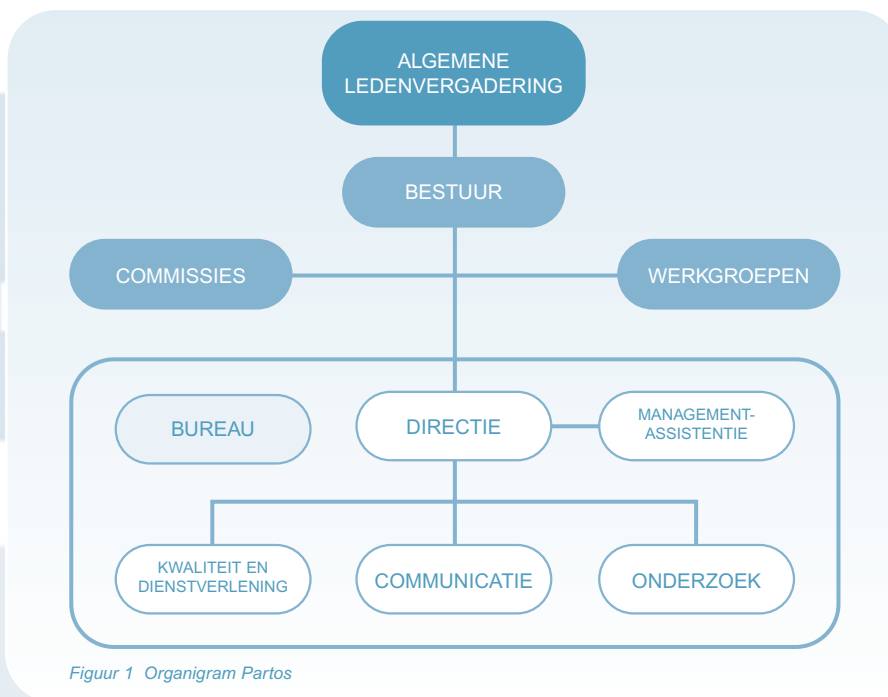 ALGEMENE
LEDENVERGADERING
BESTUUR
COMMISSIES
WERKGROEPEN
BUREAU
DIRECTIE
MANAGEMENT-
ASSISTENTIE
KWALITEIT EN
DIENSTVERLENING
COMMUNICATIE
ONDERZOEK
Figuur 1 Organigram Partos